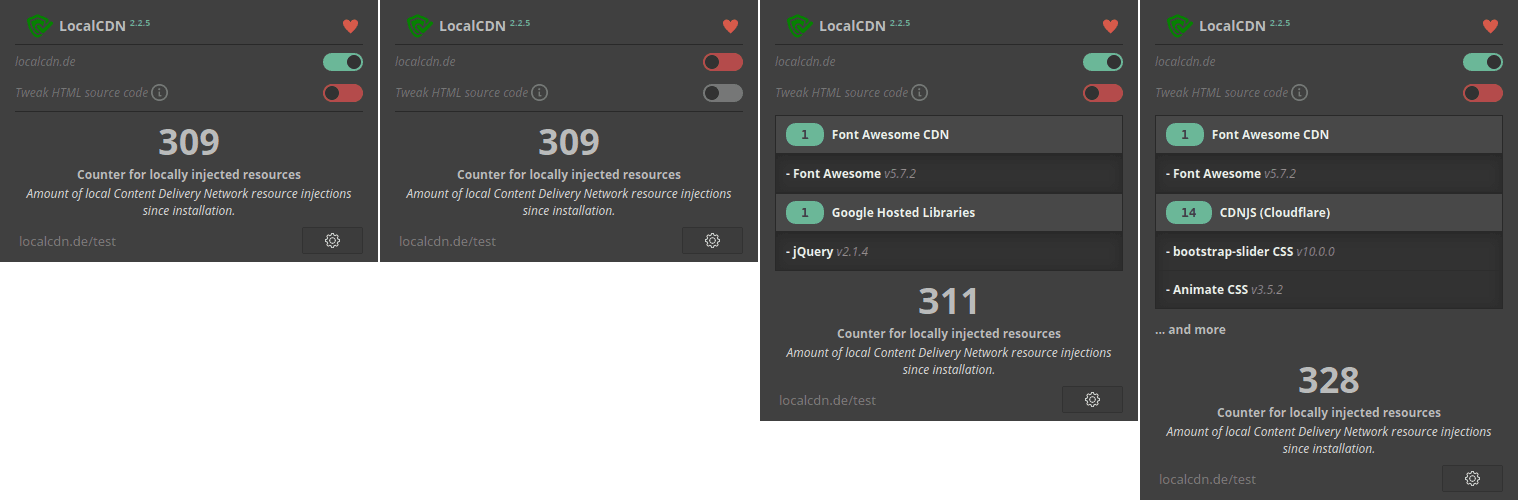 LocalCDN 2.2.5
localcdn.de
Tweak HTML source code
309
Counter for locally injected resources
Amount of local Content Delivery Network resource injections
since installation.
localcdn.de/test
LocalCDN 2.2.5
localcdn.de
Tweak HTML source code
309
Counter for locally injected resources
Amount of local Content Delivery Network resource injections
since installation.
localcdn.de/test
LocalCDN 2.2.5
localcdn.de
Tweak HTML source code
1 Font Awesome CDN
- Font Awesome v5.7.2
1 Google Hosted Libraries
- jQuery v2.1.4
311
Counter for locally injected resources
Amount of local Content Delivery Network resource injections
since installation.
localcdn.de/test
LocalCDN 2.2.5
localcdn.de
Tweak HTML source code
1 Font Awesome CDN
- Font Awesome v5.7.2
14 CDNJS (Cloudflare)
- bootstrap-slider CSS v10.0.0
- Animate CSS v3.5.2
... and more
328
Counter for locally injected resources
Amount of local Content Delivery Network resource injections
since installation.
localcdn.de/test